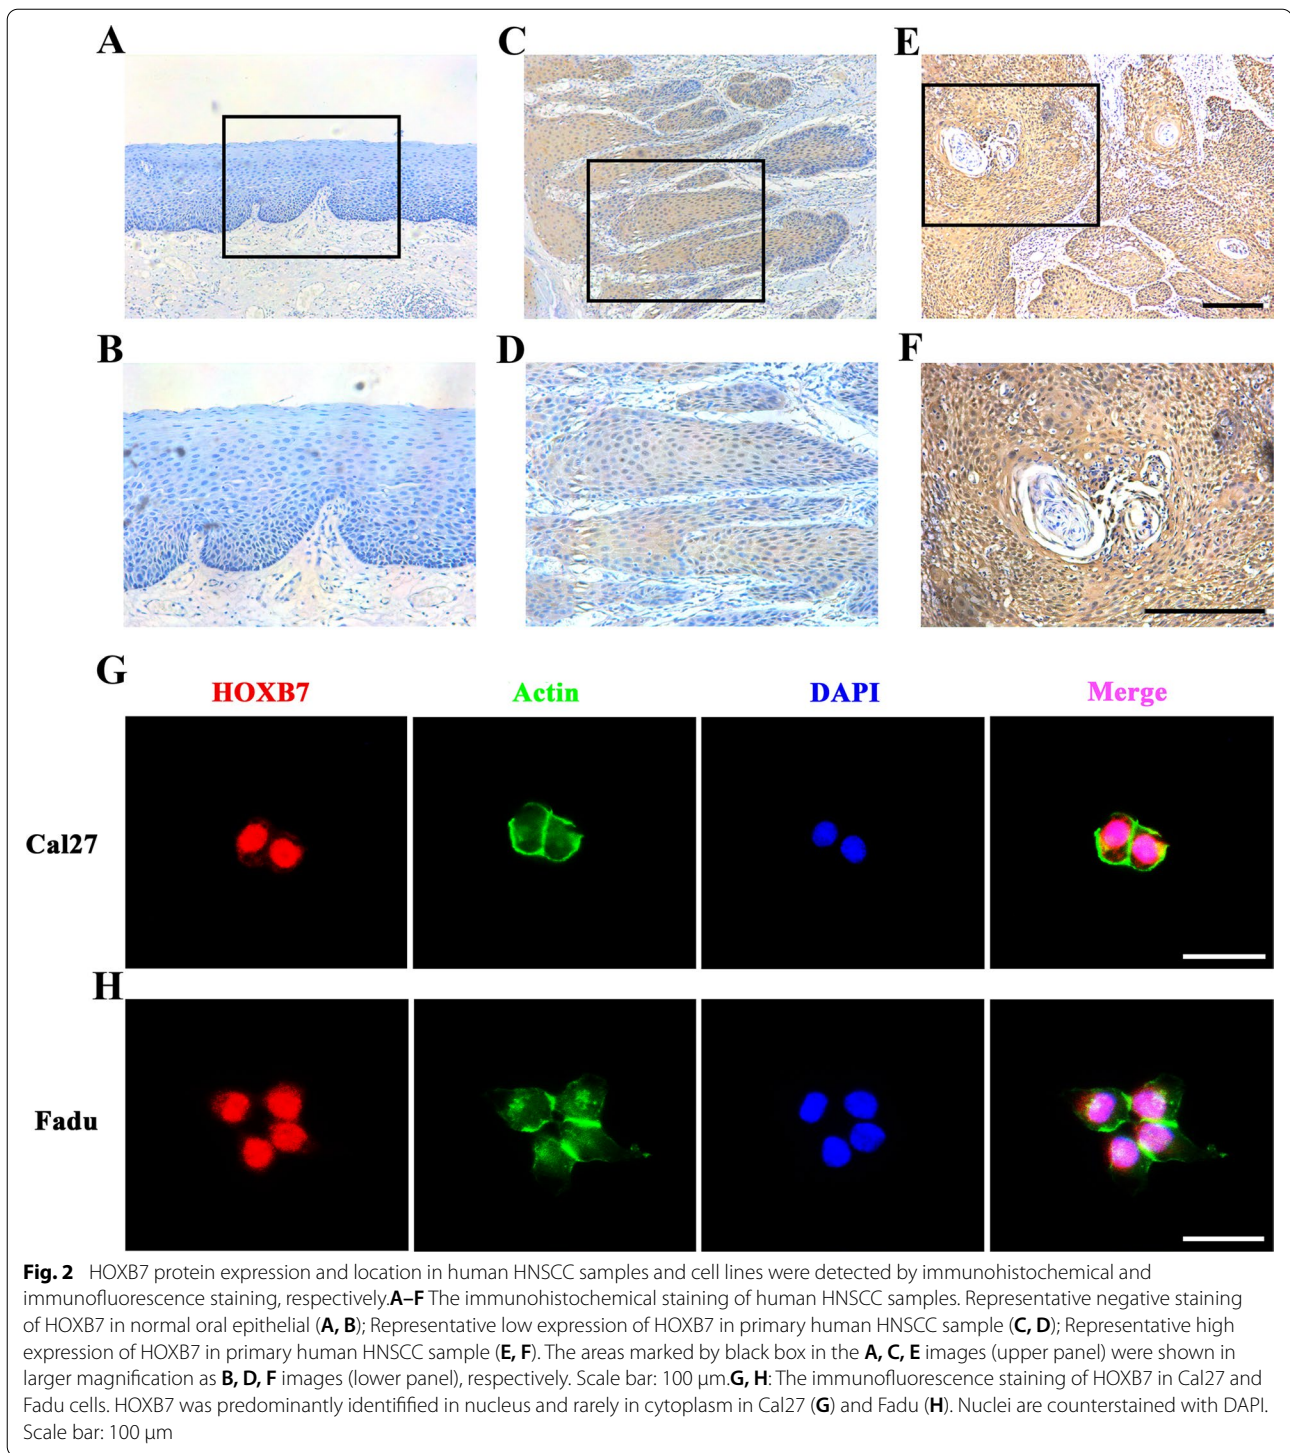 A
C
E
B
D
F
G
HOXB7
Actin
DAPI
Merge
Cal27
H
Fadu
Fig. 2 HOXB7 protein expression and location in human HNSCC samples and cell lines were detected by immunohistochemical and
immunofluorescence staining, respectively.A–F The immunohistochemical staining of human HNSCC samples. Representative negative staining
of HOXB7 in normal oral epithelial (A, B); Representative low expression of HOXB7 in primary human HNSCC sample (C, D); Representative high
expression of HOXB7 in primary human HNSCC sample (E, F). The areas marked by black box in the A, C, E images (upper panel) were shown in
larger magnification as B, D, F images (lower panel), respectively. Scale bar: 100 μm.G, H: The immunofluorescence staining of HOXB7 in Cal27 and
Fadu cells. HOXB7 was predominantly identifified in nucleus and rarely in cytoplasm in Cal27 (G) and Fadu (H). Nuclei are counterstained with DAPI.
Scale bar: 100 μm